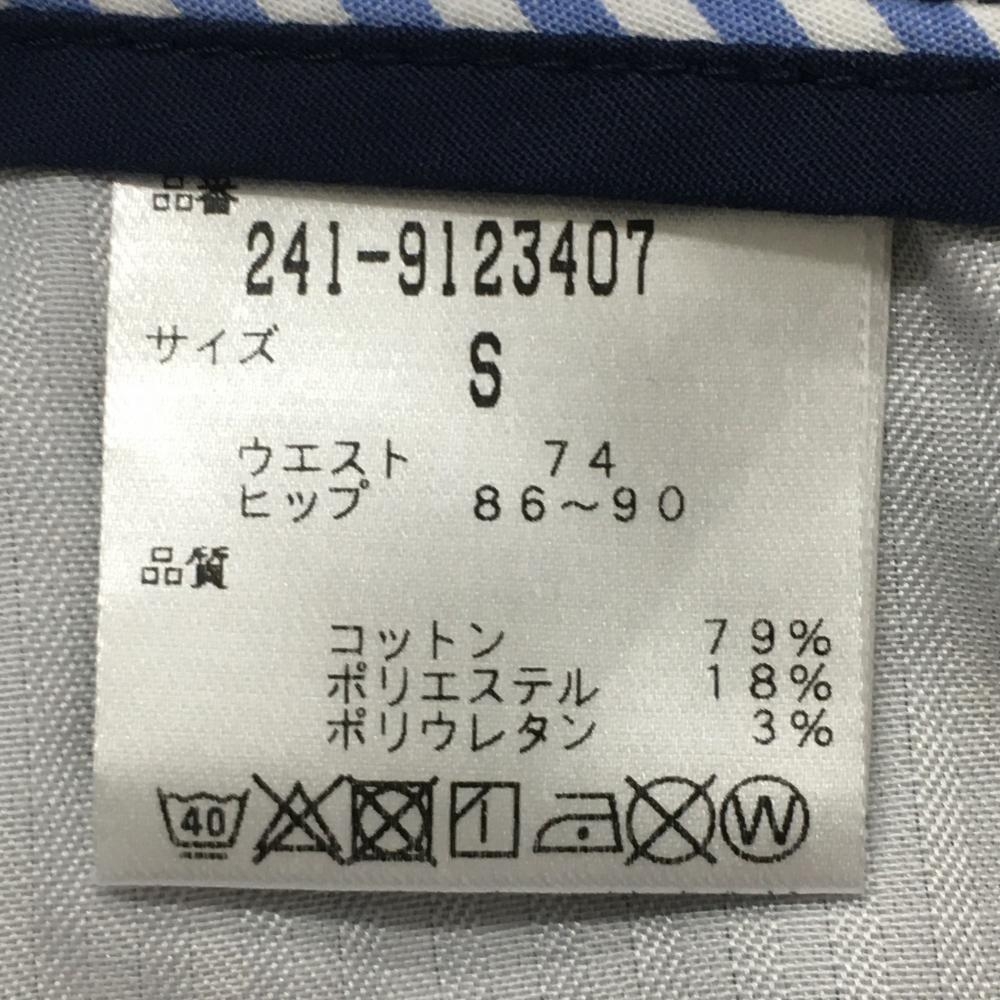 品番
241-9123407
サイズ S
ウエスト 74
ヒップ 86～90
品質
コットン 79%
ポリエステル 18%
ポリウレタン 3%
40 W